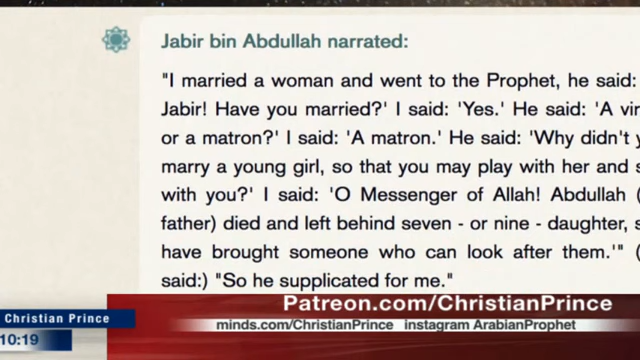 Jabir bin Abdullah narrated:
"I married a woman and went to the Prophet, he said:
Jabir! Have you married?' I said: 'Yes.' He said: 'A
or a matron?' I said: 'A matron.' He said: 'Why didn't
marry a young girl, so that you may play with her and
with you?' I said: 'O Messenger of Allah! Abdullah (
father) died and left behind seven - or nine - daughter,
have brought someone who can look after them.'" (
said:) "So he supplicated for me."
Patreon.com/ChristianPrince
Christian Prince
minds.com/ChristianPrince instagram ArabianProphet
10:19